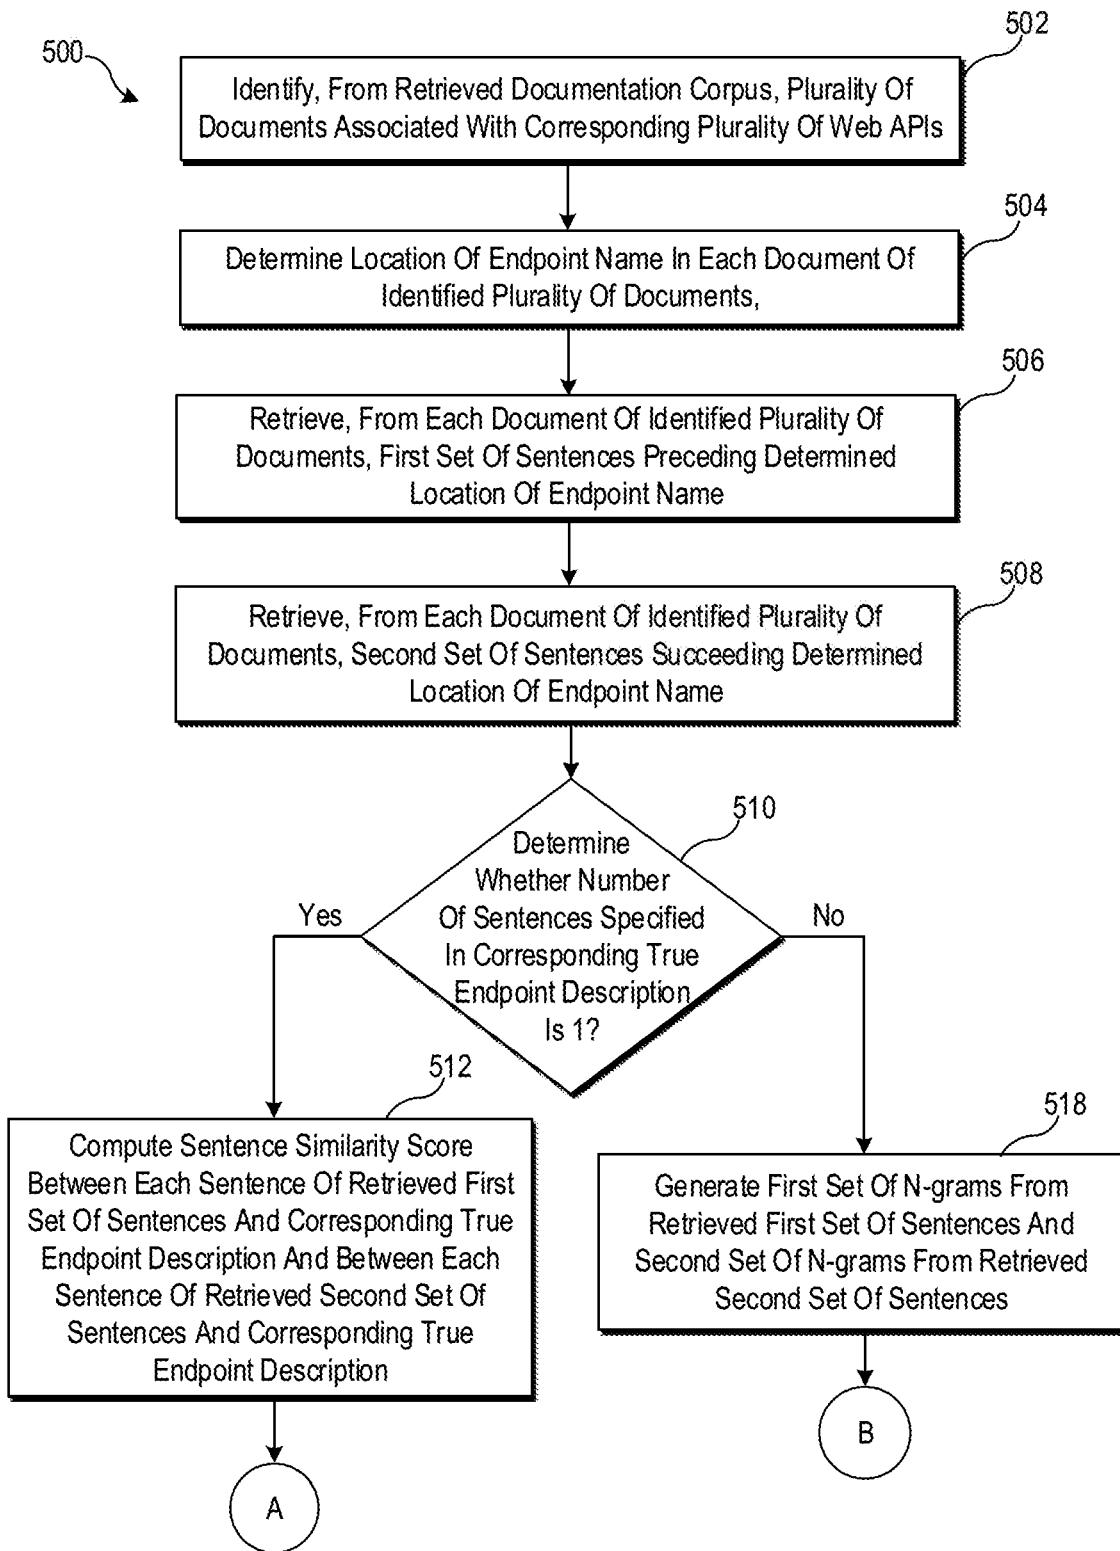 500
502
Identify, From Retrieved Documentation Corpus, Plurality Of
Documents Associated With Corresponding Plurality Of Web APIs
504
Determine Location Of Endpoint Name In Each Document Of
Identified Plurality Of Documents,
506
Retrieve, From Each Document Of Identified Plurality Of
Documents, First Set Of Sentences Preceding Determined
Location Of Endpoint Name
508
Retrieve, From Each Document Of Identified Plurality Of
Documents, Second Set Of Sentences Succeeding Determined
Location Of Endpoint Name
510
Determine
Whether Number
Of Sentences Specified
In Corresponding True
Endpoint Description
Is 1?
Yes
No
512
Compute Sentence Similarity Score
Between Each Sentence Of Retrieved First
Set Of Sentences And Corresponding True
Endpoint Description And Between Each
Sentence Of Retrieved Second Set Of
Sentences And Corresponding True
Endpoint Description
518
Generate First Set Of N-grams From
Retrieved First Set Of Sentences And
Second Set Of N-grams From Retrieved
Second Set Of Sentences
A
B